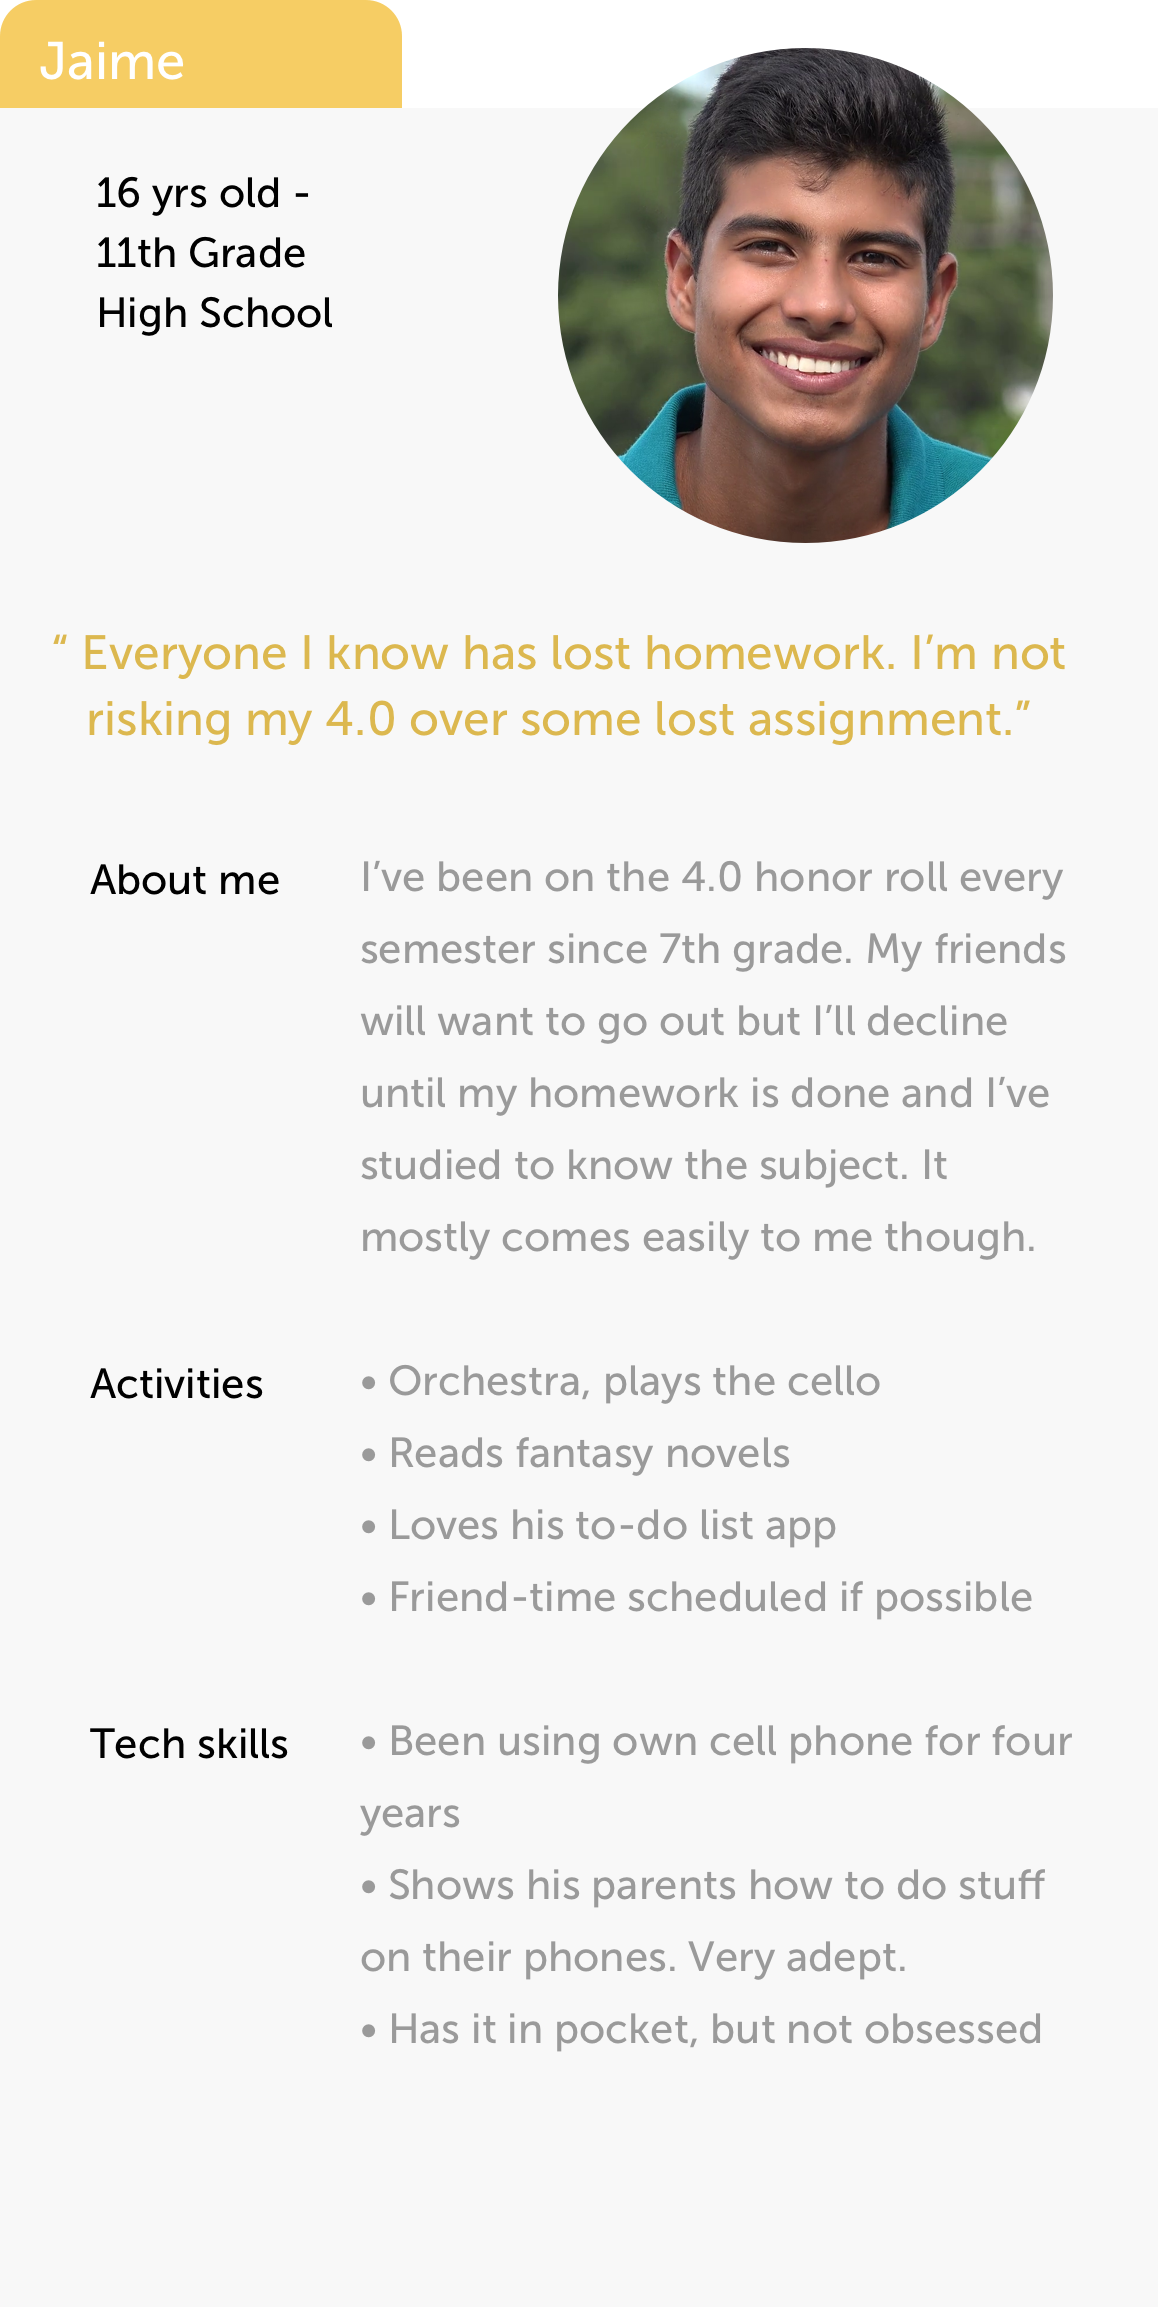 Jaime
16 yrs old -
11th Grade
High School
“ Everyone I know has lost homework. I’m not
risking my 4.0 over some lost assignment.”
About me
I’ve been on the 4.0 honor roll every
semester since 7th grade. My friends
will want to go out but I’ll decline
until my homework is done and I’ve
studied to know the subject. It
mostly comes easily to me though.
Activities
• Orchestra, plays the cello
• Reads fantasy novels
• Loves his to-do list app
• Friend-time scheduled if possible
Tech skills
• Been using own cell phone for four
years
• Shows his parents how to do stuff
on their phones. Very adept.
• Has it in pocket, but not obsessed